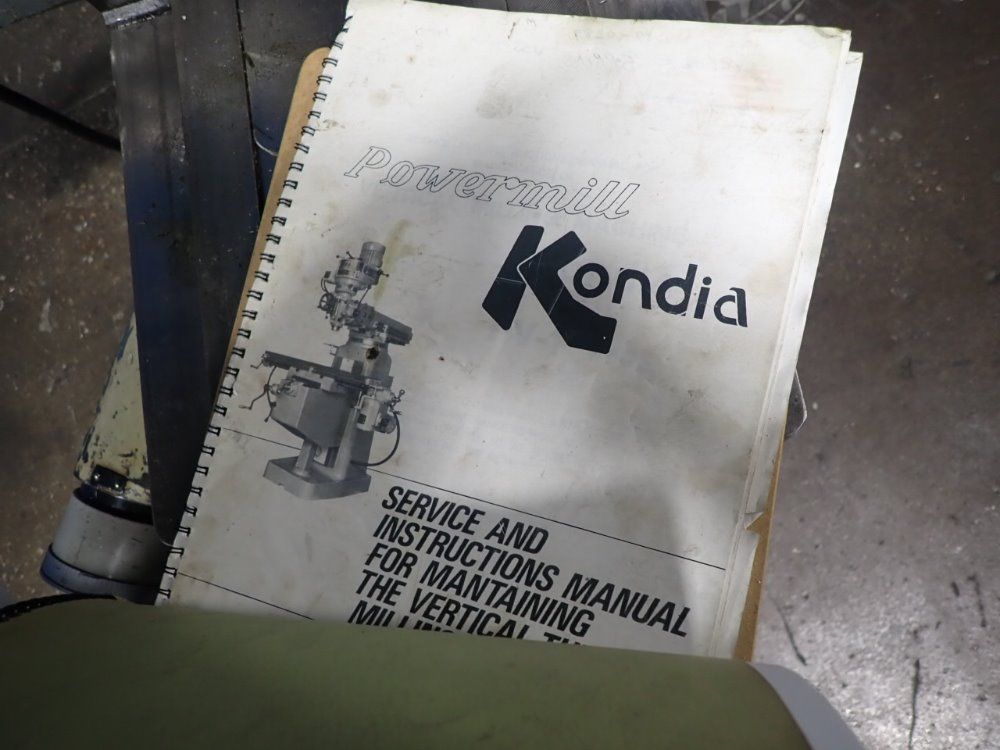 Powermill
Kondia
SERVICE AND
INSTRUCTIONS MANUAL
FOR MANTAINING
THE VERTICAL